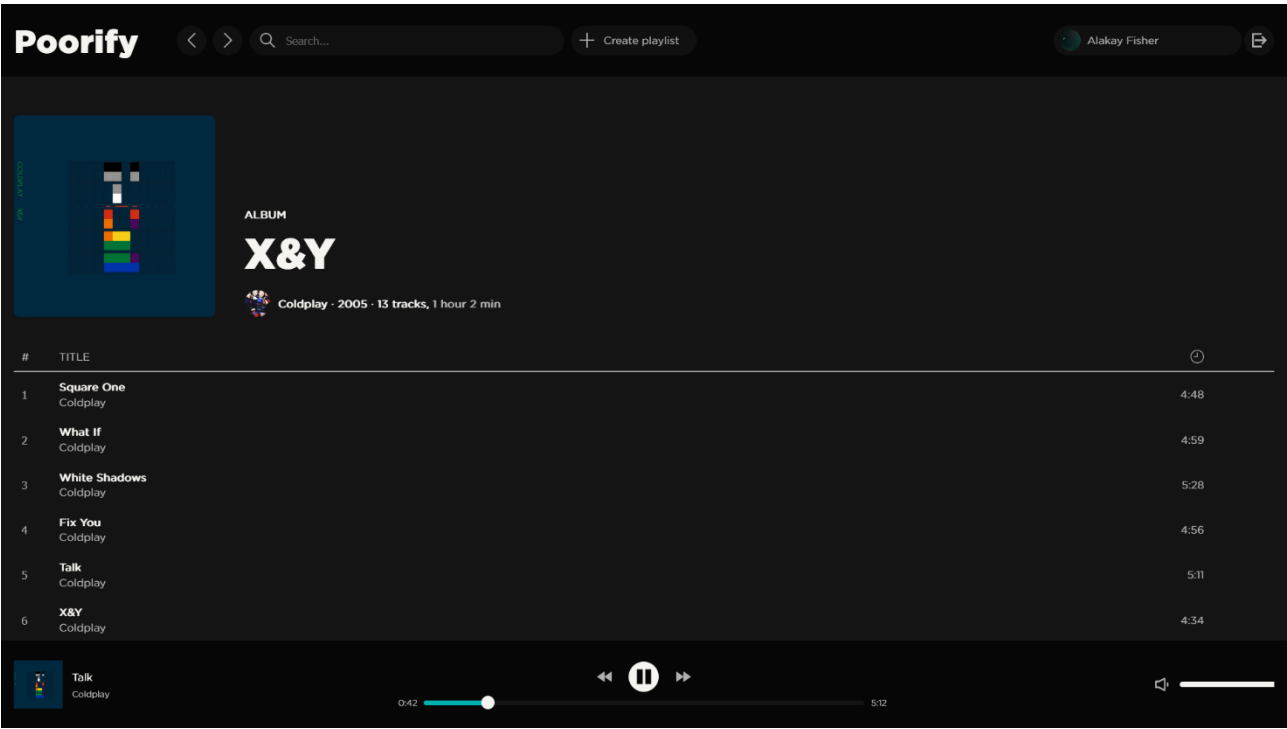 Poorify
Search...
Create playlist
Alakay Fisher
COLDPLAY X&Y
ALBUM
X&Y
Coldplay · 2005 · 13 tracks, 1 hour 2 min
# TITLE
1 Square One 4:48
Coldplay
2 What If 4:59
Coldplay
3 White Shadows 5:28
Coldplay
4 Fix You 4:56
Coldplay
5 Talk 5:11
Coldplay
6 X&Y 4:34
Coldplay
Talk
Coldplay
0:42 5:12